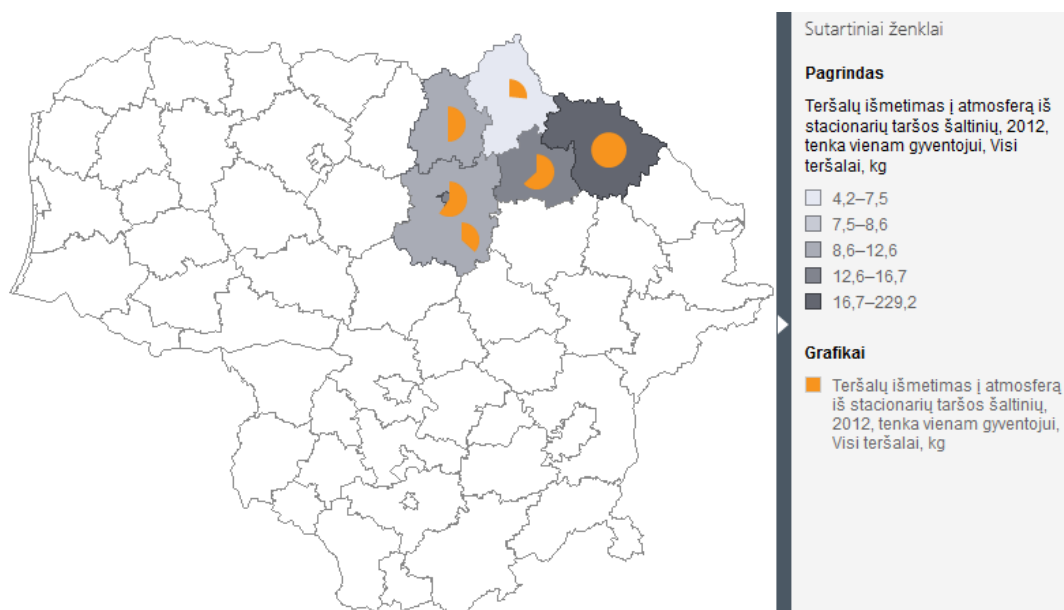 Sutartiniai ženklai
Pagrindas
Teršalų išmetimas į atmosferą iš
stacionarių taršos šaltinių, 2012,
tenka vienam gyventojui, Visi
teršalai, kg
4,2–7,5
7,5–8,6
8,6–12,6
12,6–16,7
16,7–229,2
Grafikai
Teršalų išmetimas į atmosferą
iš stacionarių taršos šaltinių,
2012, tenka vienam gyventojui,
Visi teršalai, kg